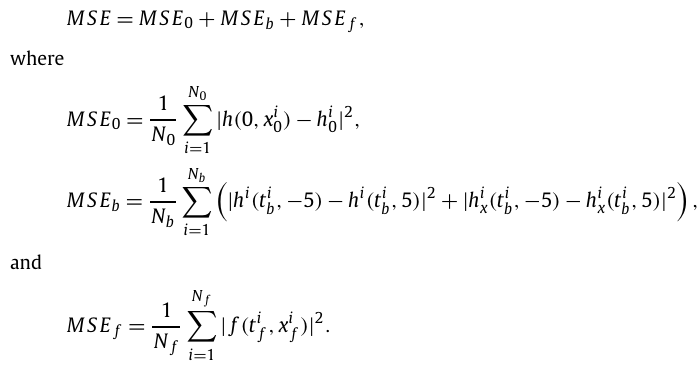 MSE = MSE_0 + MSE_b + MSE_f,
where
MSE_0 = \frac{1}{N_0} \sum_{i=1}^{N_0} |h(0, x_0^i) - h_0^i|^2,
MSE_b = \frac{1}{N_b} \sum_{i=1}^{N_b} \left( |h^i(t_b^i, -5) - h^i(t_b^i, 5)|^2 + |h_x^i(t_b^i, -5) - h_x^i(t_b^i, 5)|^2 \right),
and
MSE_f = \frac{1}{N_f} \sum_{i=1}^{N_f} |f(t_f^i, x_f^i)|^2.